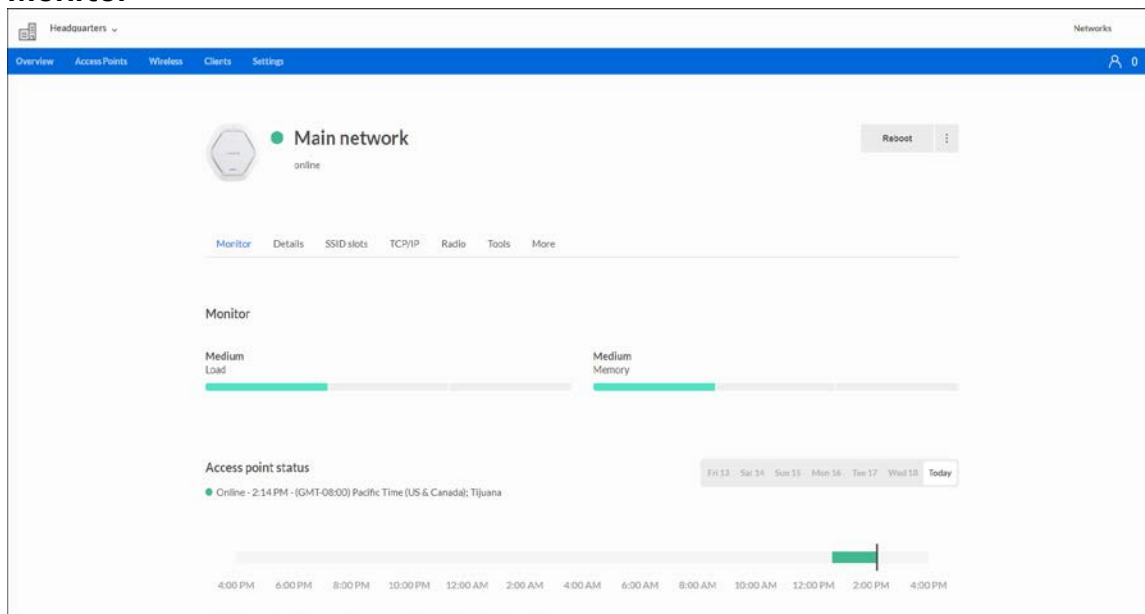 Headquarters
Networks
Overview Access Points Wireless Clients Settings 0
Main network
online
Reboot
Monitor Details SSID slots TCP/IP Radio Tools More
Monitor
Medium
Load
Medium
Memory
Access point status
Fri 13 Sat 14 Sun 15 Mon 16 Tue 17 Wed 18 Today
Online - 2:14 PM - (GMT-08:00) Pacific Time (US & Canada); Tijuana
4:00 PM 6:00 PM 8:00 PM 10:00 PM 12:00 AM 2:00 AM 4:00 AM 6:00 AM 8:00 AM 10:00 AM 12:00 PM 2:00 PM 4:00 PM